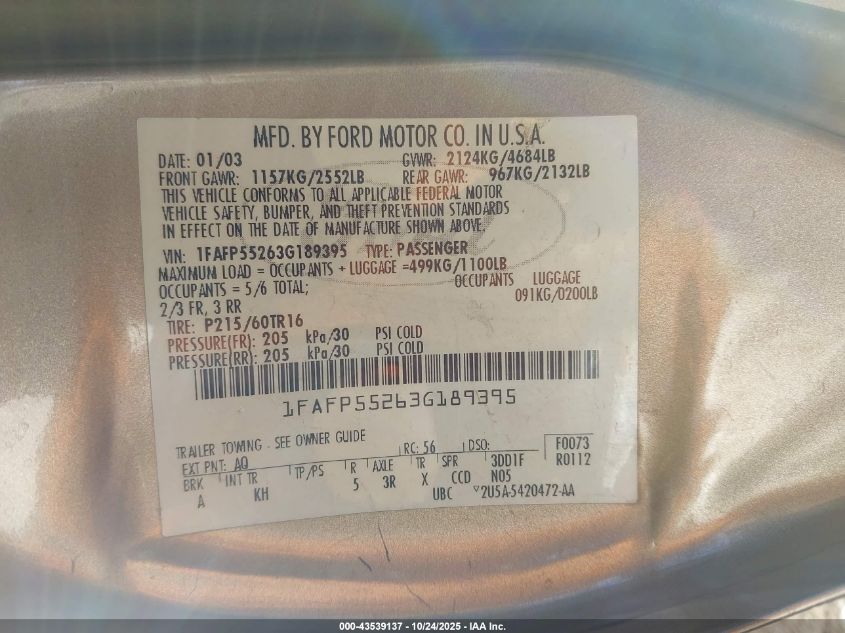 MFD. BY FORD MOTOR CO. IN U.S.A.
DATE: 01/03 GVWR: 2124KG/4684LB
FRONT GAWR: 1157KG/2552LB REAR GAWR: 967KG/2132LB
THIS VEHICLE CONFORMS TO ALL APPLICABLE FEDERAL MOTOR
VEHICLE SAFETY, BUMPER, AND THEFT PREVENTION STANDARDS
IN EFFECT ON THE DATE OF MANUFACTURE SHOWN ABOVE.
VIN: 1FAFP55263G189395 TYPE: PASSENGER
MAXIMUM LOAD = OCCUPANTS + LUGGAGE =499KG/1100LB
OCCUPANTS = 5/6 TOTAL; OCCUPANTS LUGGAGE
2/3 FR, 3 RR 091KG/0200LB
TIRE: P215/60TR16
PRESSURE(FR): 205 kPa/30 PSI COLD
PRESSURE(RR): 205 kPa/30 PSI COLD
1FAFP55263G189395
TRAILER TOWING - SEE OWNER GUIDE
EXT PNT: AQ RC: 56 DSO: F0073
BRK INT TR TP/PS R AXLE TR SPR 3DD1F R0112
A KH 5 3R X CCD N05
UBC 2U5A-5420472-AA
000-43539137 - 10/24/2025 - IAA Inc.